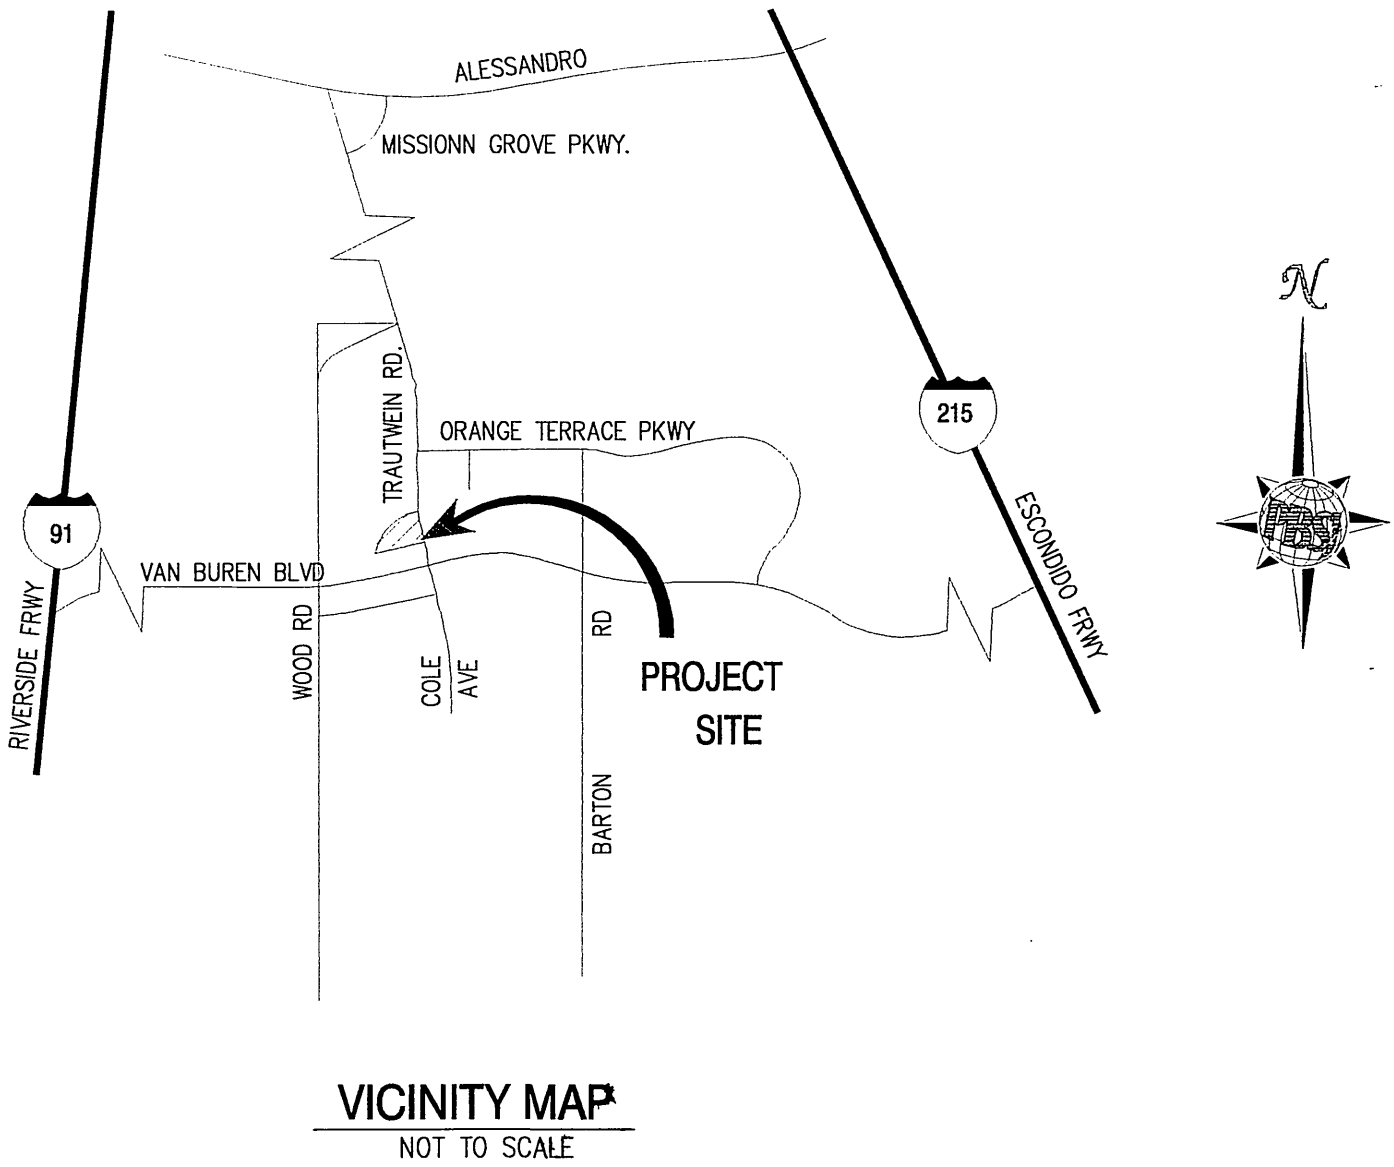 ALESSANDRO
MISSIONN GROVE PKWY.
N
TRAUTWEIN RD.
215
ORANGE TERRACE PKWY
91
ESCONDIDO FRWY
VAN BUREN BLVD
RIVERSIDE FRWY
WOOD RD
COLE
AVE
RD
BARTON
PROJECT
SITE
VICINITY MAP
NOT TO SCALE